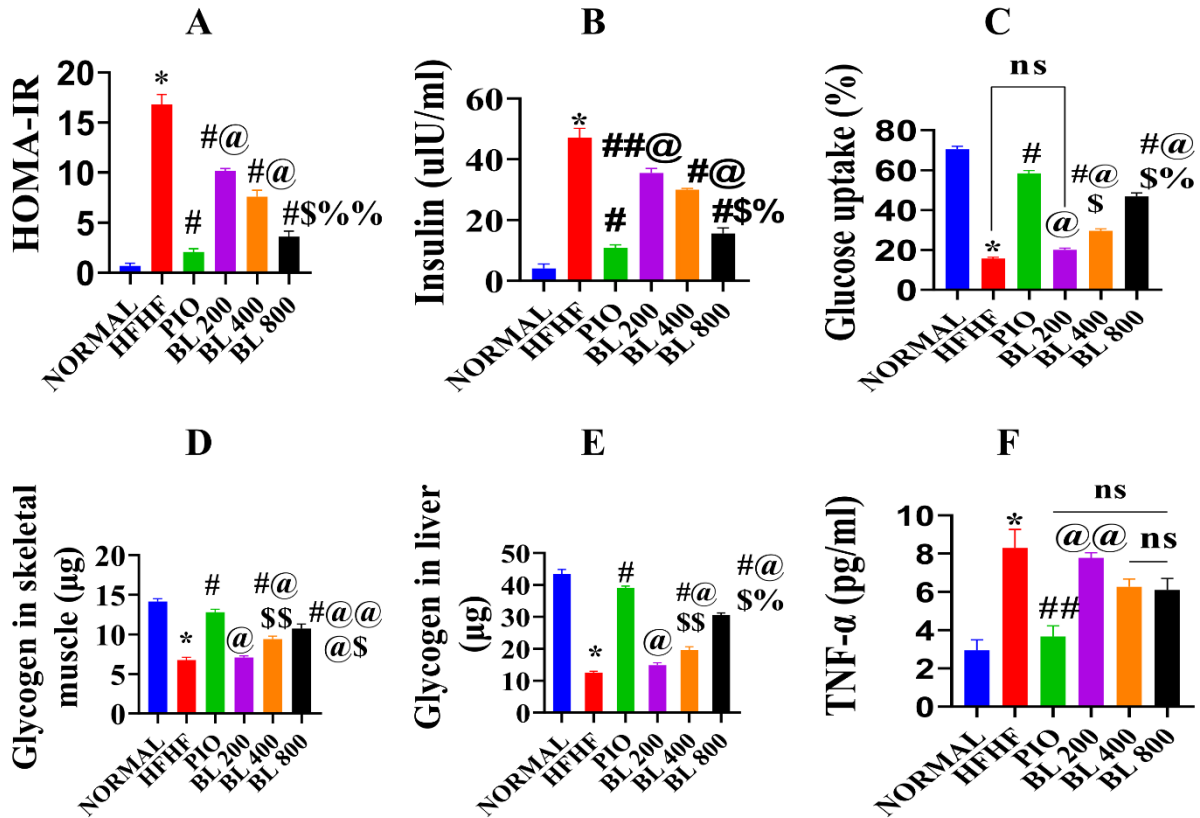 A
HOMA-IR
20
15
10
5
0
*
#
#@
#@
#$%%
NORMAL
HFHF
PIO
BL 200
BL 400
BL 800
B
Insulin (uIU/ml)
60
40
20
0
*
#
##@
#@
#$%
NORMAL
HFHF
PIO
BL 200
BL 400
BL 800
C
Glucose uptake (%)
80
60
40
20
0
ns
*
#
@
#@
$
#@
$%
NORMAL
HFHF
PIO
BL 200
BL 400
BL 800
D
Glycogen in skeletal
muscle (µg)
20
15
10
5
0
*
#
@
#@
$$
#@@
@$
NORMAL
HFHF
PIO
BL 200
BL 400
BL 800
E
Glycogen in liver
(µg)
50
40
30
20
10
0
*
#
@
#@
$$
#@
$%
NORMAL
HFHF
PIO
BL 200
BL 400
BL 800
F
TNF-α (pg/ml)
10
8
6
4
2
0
ns
*
##
@@
ns
NORMAL
HFHF
PIO
BL 200
BL 400
BL 800